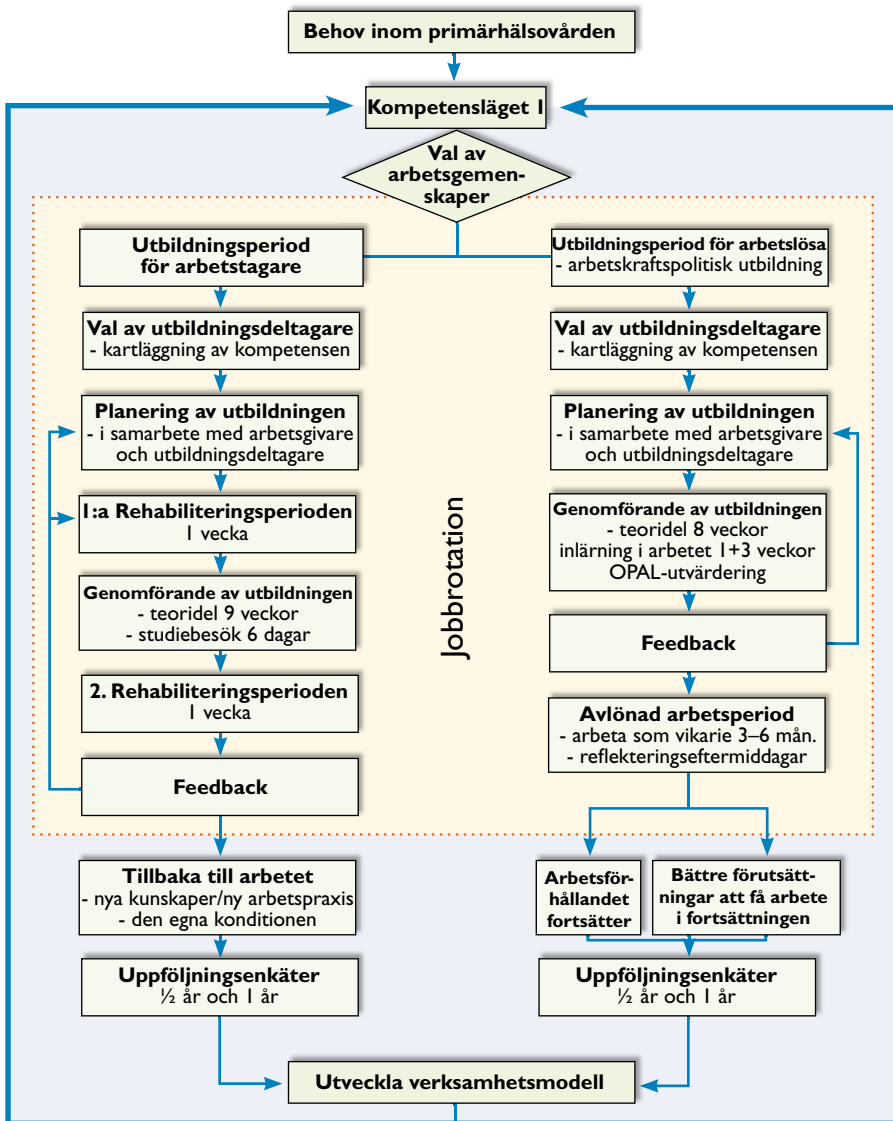 Behov inom primärhälsovården
Kompetensläget 1
Val av
arbetsgemen-
skaper
Utbildningsperiod
för arbetstagare
Val av utbildningsdeltagare
- kartläggning av kompetensen
Planering av utbildningen
- i samarbete med arbetsgivare
och utbildningsdeltagare
1:a Rehabiliteringsperioden
1 vecka
Genomförande av utbildningen
- teoridel 9 veckor
- studiebesök 6 dagar
2. Rehabiliteringsperioden
1 vecka
Feedback
Jobbrotation
Utbildningsperiod för arbetslösa
- arbetskraftspolitisk utbildning
Val av utbildningsdeltagare
- kartläggning av kompetensen
Planering av utbildningen
- i samarbete med arbetsgivare
och utbildningsdeltagare
Genomförande av utbildningen
- teoridel 8 veckor
inlärning i arbetet 1+3 veckor
OPAL-utvärdering
Feedback
Avlönad arbetsperiod
- arbeta som vikarie 3–6 mån.
- reflekteringseftermiddagar
Tillbaka till arbetet
- nya kunskaper/ny arbetspraxis
- den egna konditionen
Uppföljningsenkäter
½ år och 1 år
Arbetsför-
hållandet
fortsätter
Bättre förutsätt-
ningar att få arbete
i fortsättningen
Uppföljningsenkäter
½ år och 1 år
Utveckla verksamhetsmodell